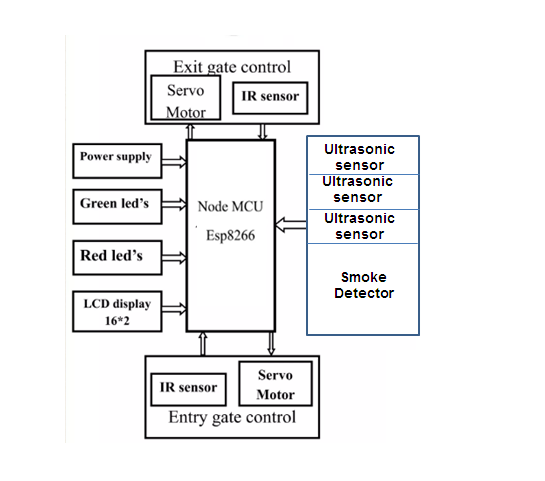 Exit gate control
Servo
Motor
IR sensor
Power supply
Green led's
Red led's
LCD display
16*2
Node MCU
Esp8266
Ultrasonic
sensor
Ultrasonic
sensor
Ultrasonic
sensor
Smoke
Detector
IR sensor
Servo
Motor
Entry gate control